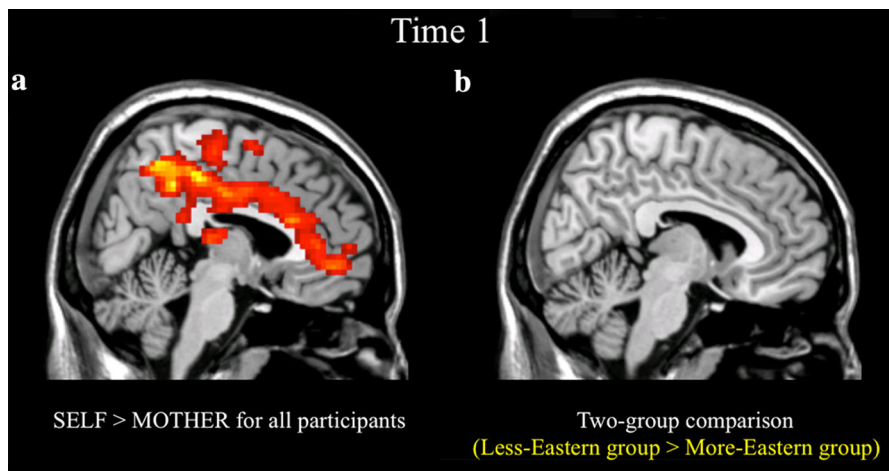 Time 1
a
b
SELF > MOTHER for all participants
Two-group comparison
(Less-Eastern group > More-Eastern group)